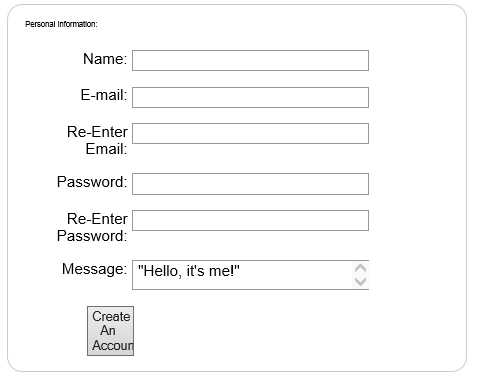 Personal Information:
Name:
E-mail:
Re-Enter
Email:
Password:
Re-Enter
Password:
Message: "Hello, it's me!"
Create
An
Accoun